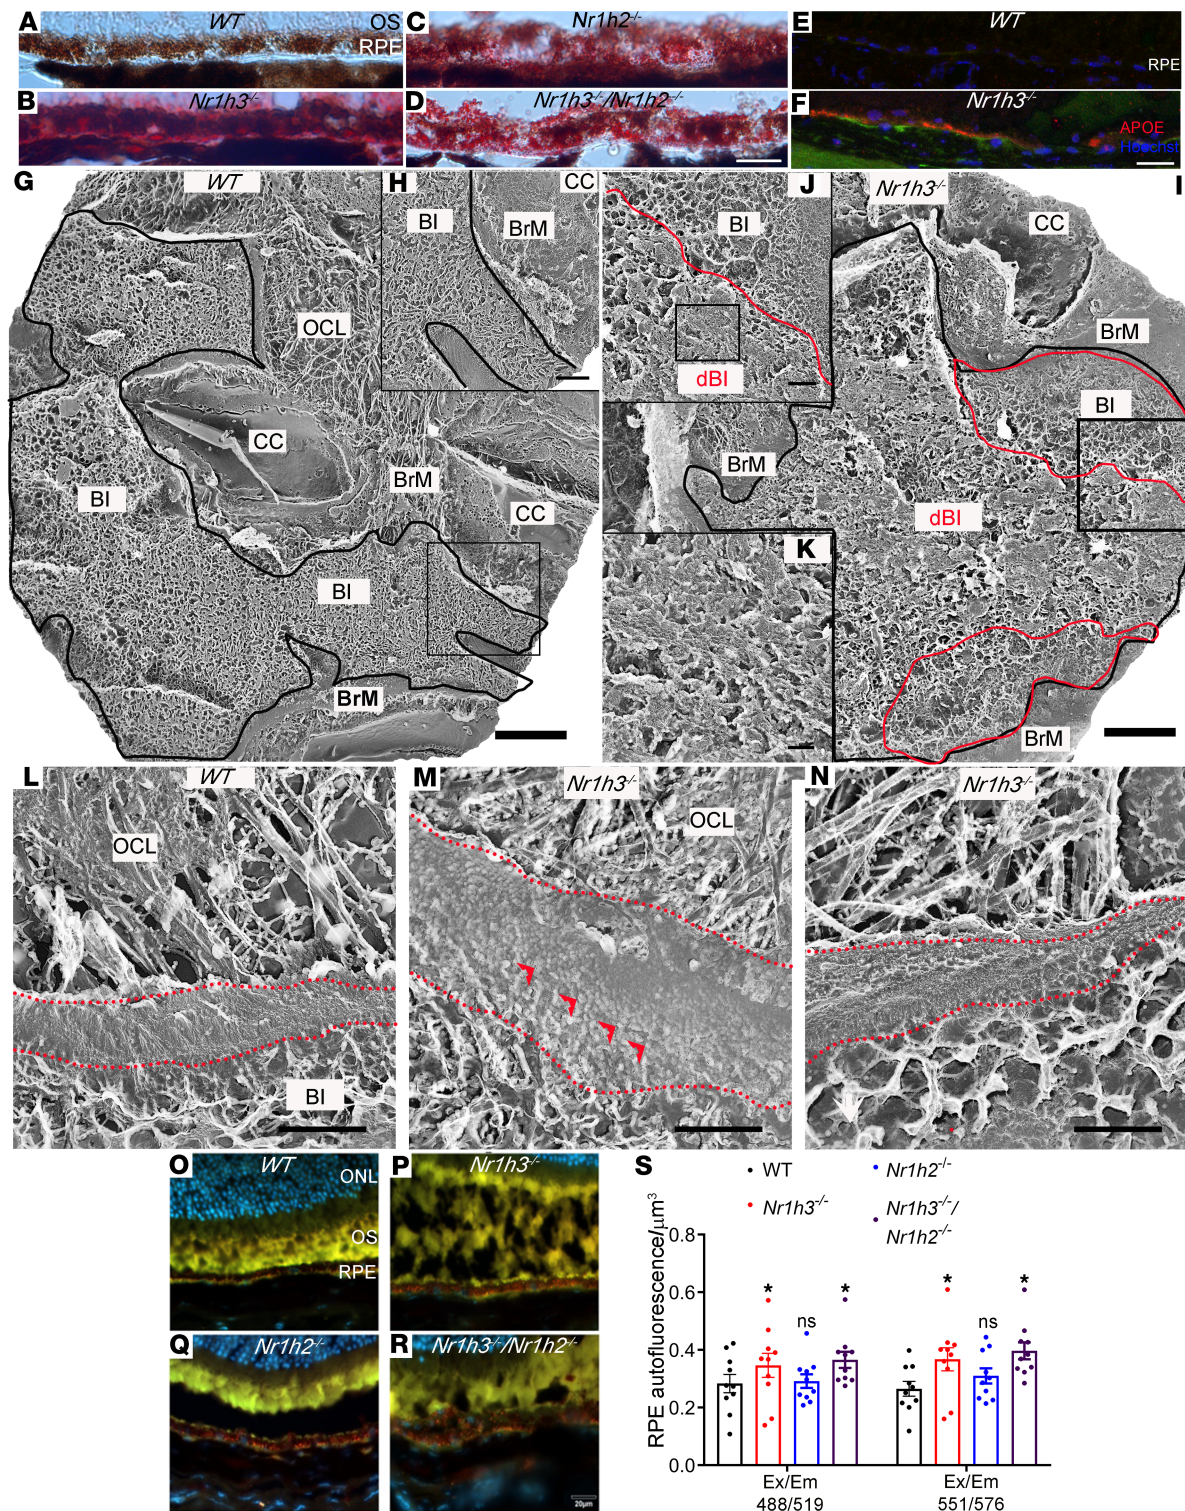 A
WT
OS
RPE
B
Nr1h3-/-
C
Nr1h2-/-
D
Nr1h3-/-/Nr1h2-/-
E
WT
RPE
F
Nr1h3-/-
APOE
Hoechst
G
WT
OCL
CC
BrM
BI
CC
BI
BrM
H
CC
BI
BrM
J
BI
dBI
BrM
K
Nr1h3-/-
I
CC
BrM
BI
dBI
BrM
L
WT
OCL
BI
M
Nr1h3-/-
OCL
N
Nr1h3-/-
O
WT
ONL
OS
RPE
P
Nr1h3-/-
Q
Nr1h2-/-
R
Nr1h3-/-/Nr1h2-/-
20µm
S
WT
Nr1h3-/-
Nr1h2-/-
Nr1h3-/-/
Nr1h2-/-
RPE autofluorescence/µm3
0.8
0.6
0.4
0.2
0.0
*
ns
*
*
ns
*
Ex/Em
488/519
Ex/Em
551/576